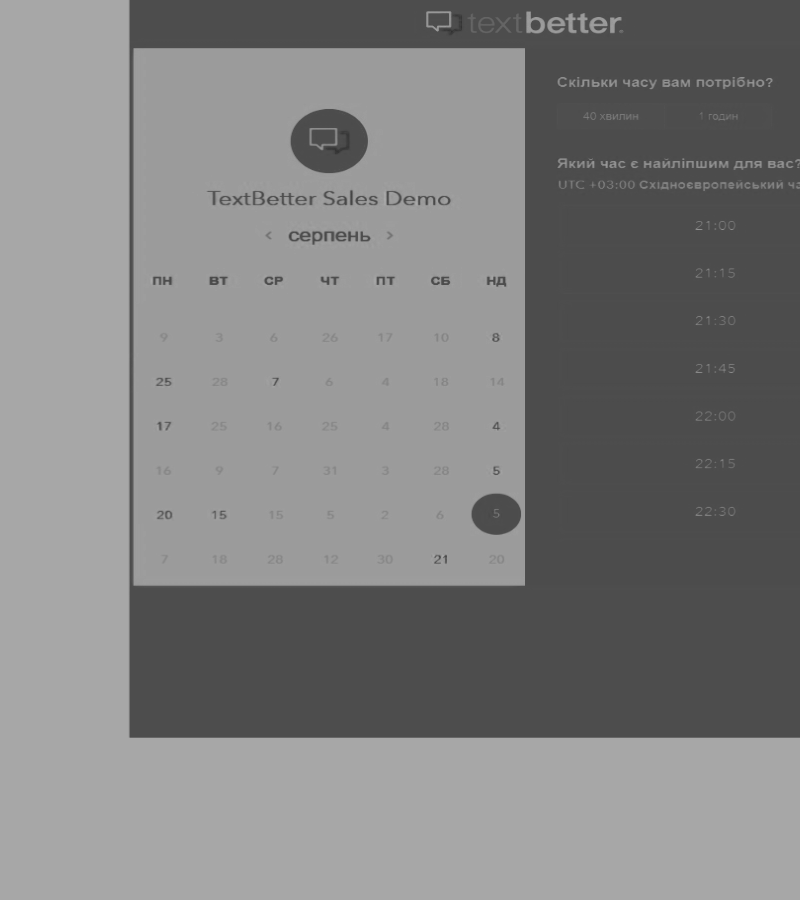 textbetter.
TextBetter Sales Demo
< серпень >
ПН ВТ СР ЧТ ПТ СБ НД
9 3 6 26 17 10 8
25 28 7 6 4 18 14
17 25 16 25 4 28 4
16 9 7 31 3 28 5
20 15 15 5 2 6 5
7 18 28 12 30 21 20
Скільки часу вам потрібно?
40 хвилин 1 годин
Який час є найліпшим для вас?
UTC +03:00 Східноєвропейський
21:00
21:15
21:30
21:45
22:00
22:15
22:30